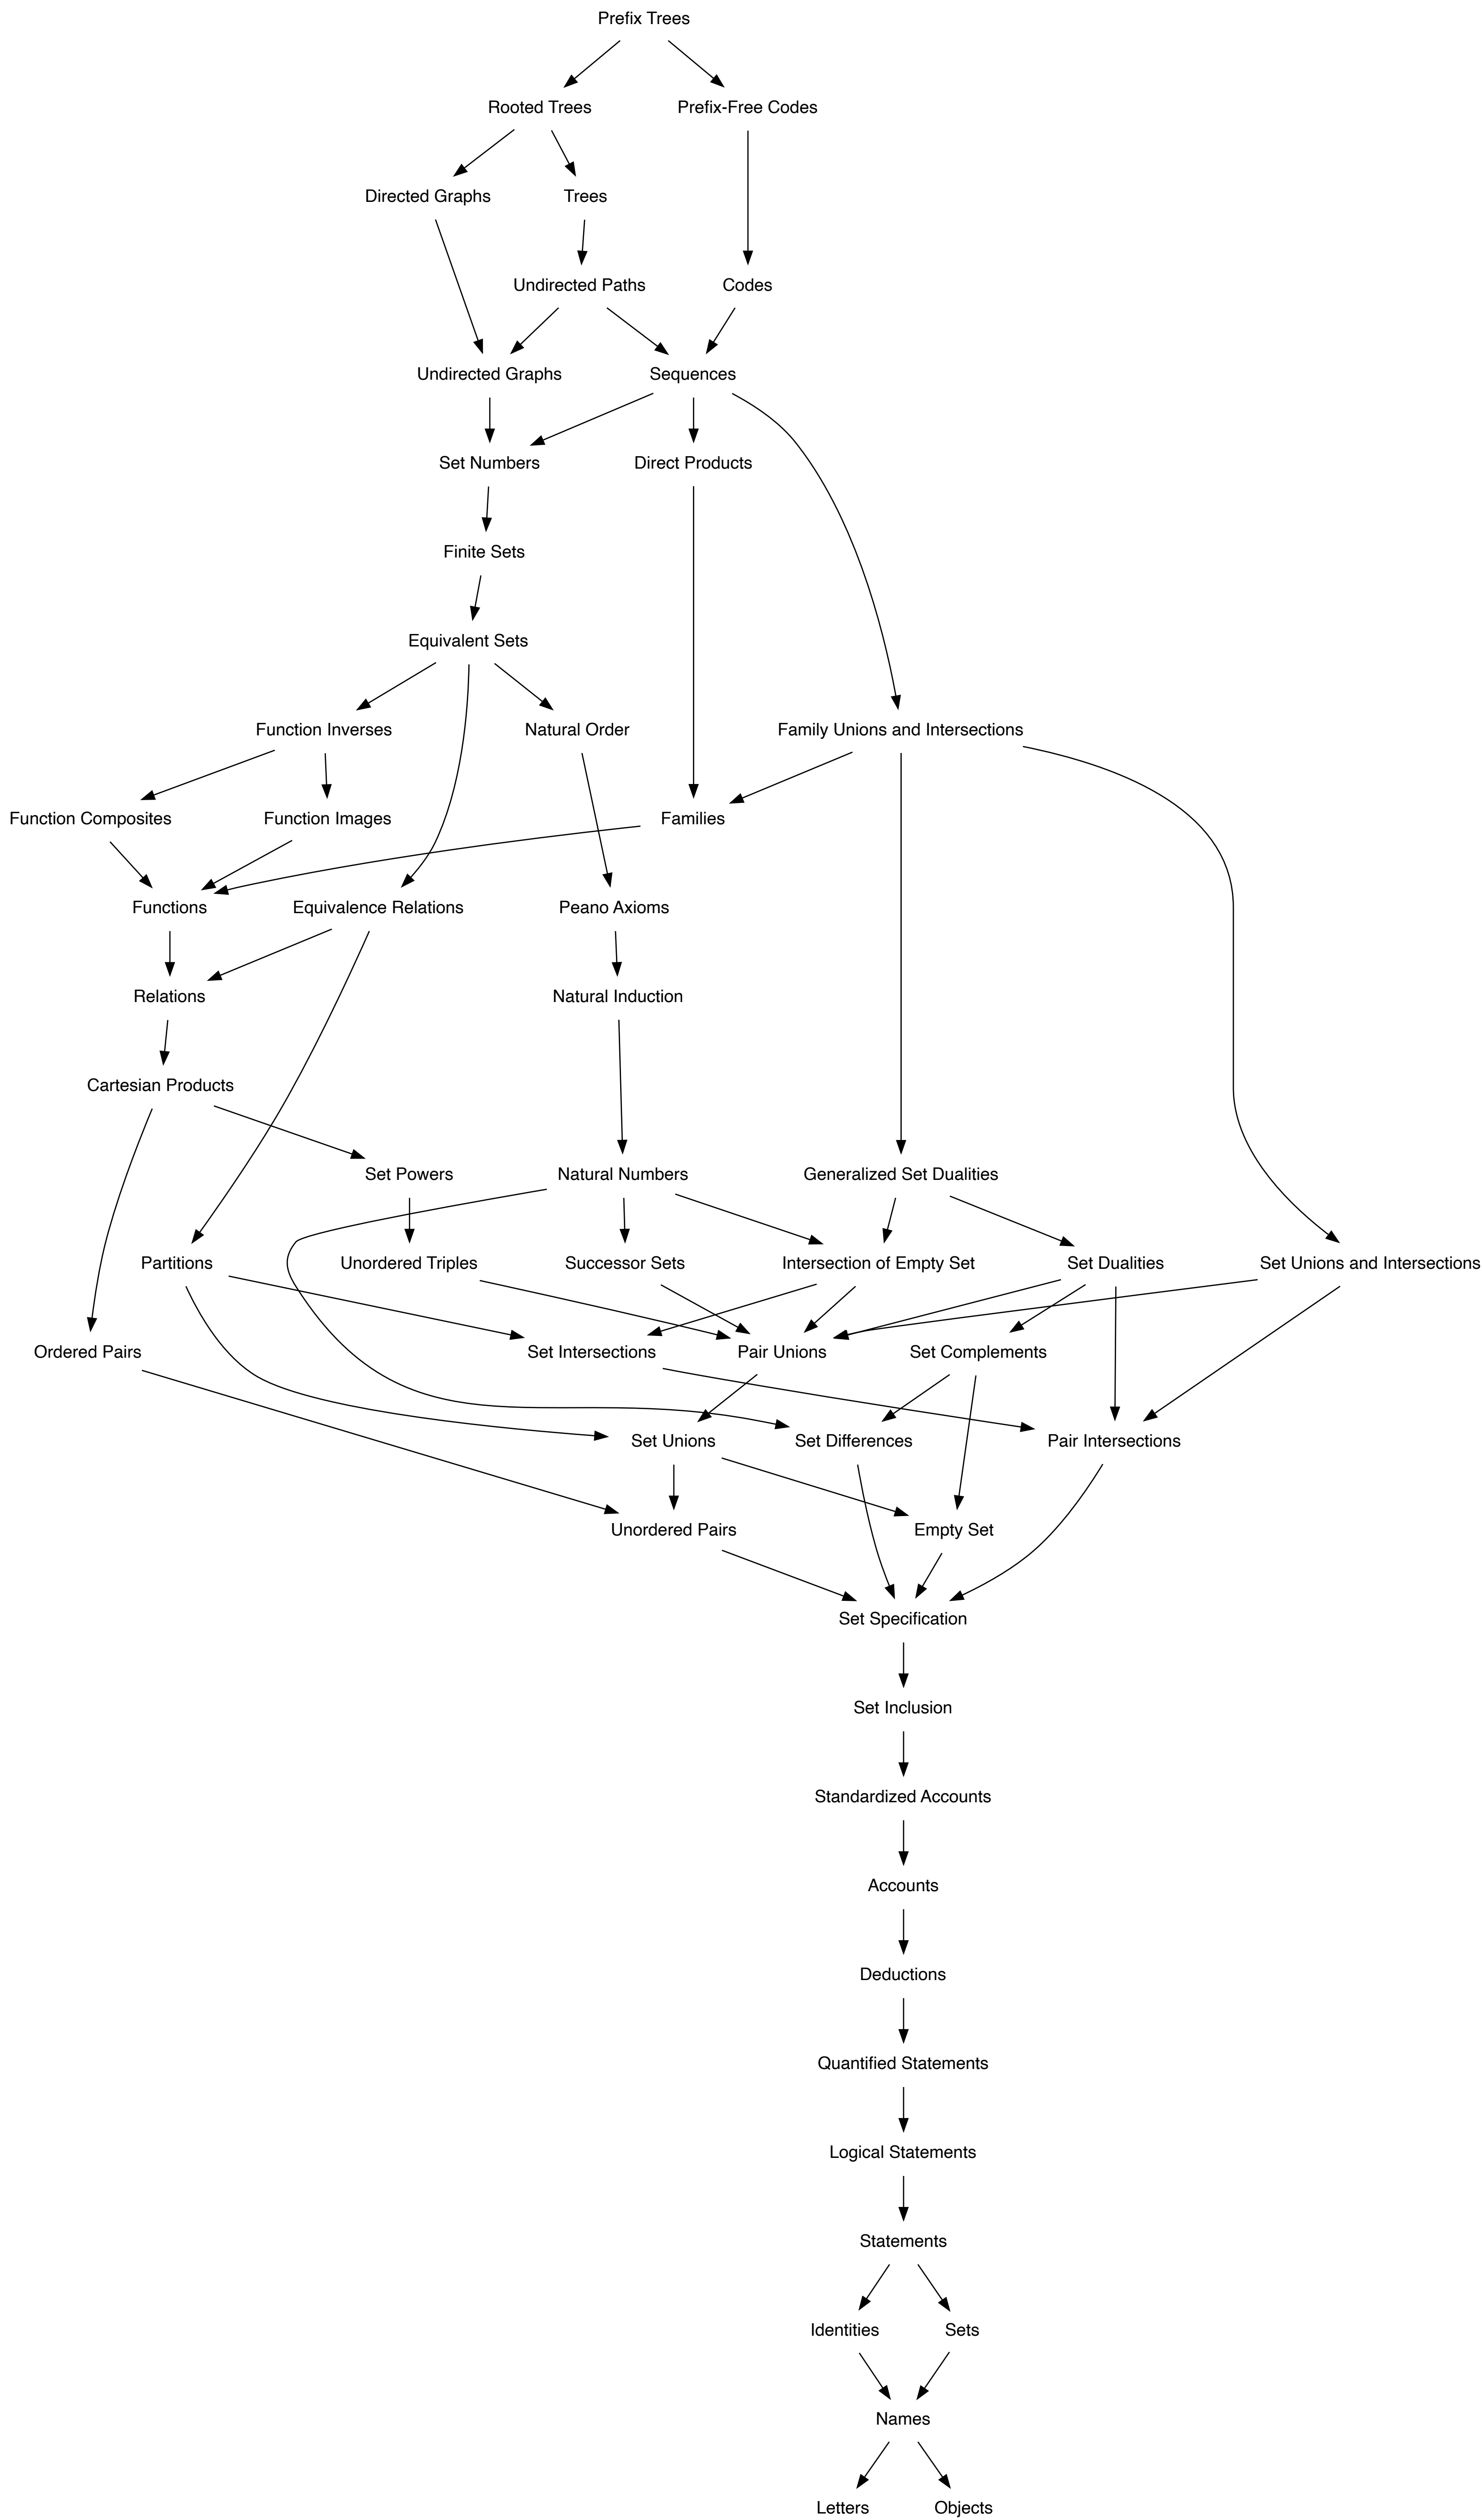 Prefix Trees
Rooted Trees
Prefix-Free Codes
Directed Graphs
Trees
Undirected Paths
Codes
Undirected Graphs
Sequences
Set Numbers
Direct Products
Finite Sets
Equivalent Sets
Function Inverses
Natural Order
Family Unions and Intersections
Function Composites
Function Images
Families
Functions
Equivalence Relations
Peano Axioms
Relations
Natural Induction
Cartesian Products
Set Powers
Natural Numbers
Generalized Set Dualities
Partitions
Unordered Triples
Successor Sets
Intersection of Empty Set
Set Dualities
Set Unions and Intersections
Ordered Pairs
Set Intersections
Pair Unions
Set Complements
Set Unions
Set Differences
Pair Intersections
Unordered Pairs
Empty Set
Set Specification
Set Inclusion
Standardized Accounts
Accounts
Deductions
Quantified Statements
Logical Statements
Statements
Identities
Sets
Names
Letters
Objects